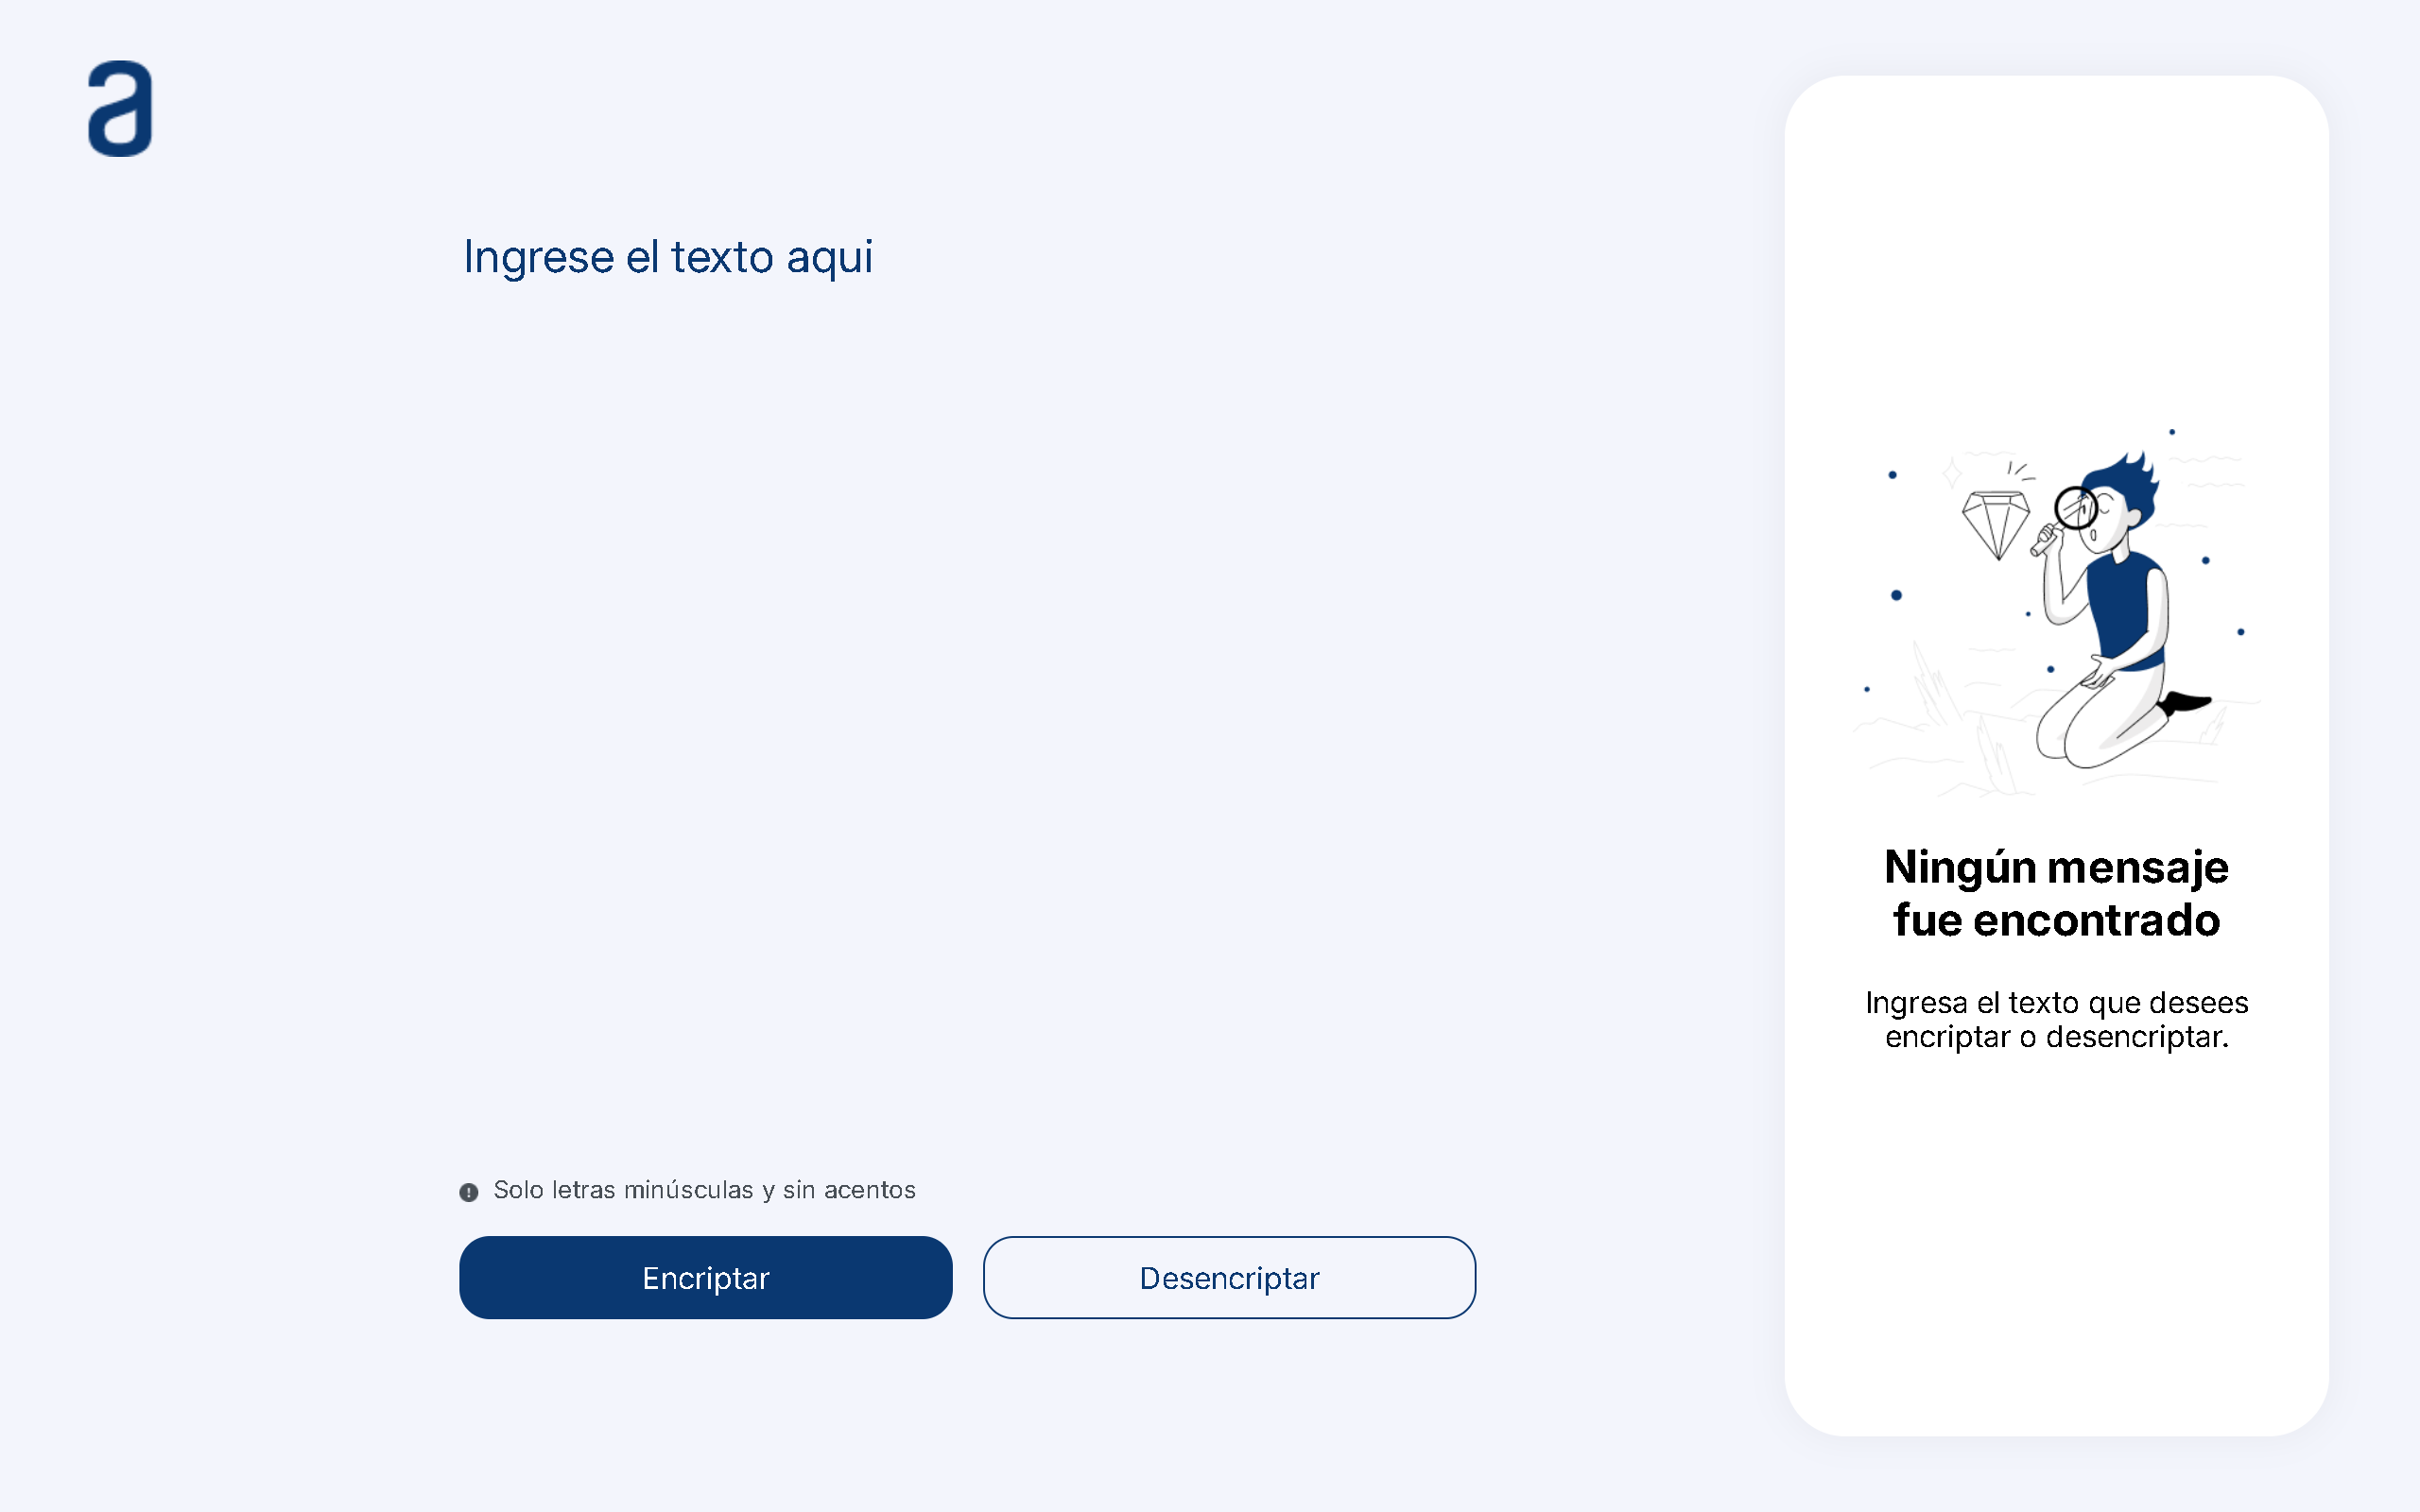 a
Ingrese el texto aqui
Solo letras minúsculas y sin acentos
Encriptar
Desencriptar
Ningún mensaje
fue encontrado
Ingresa el texto que desees
encriptar o desencriptar.